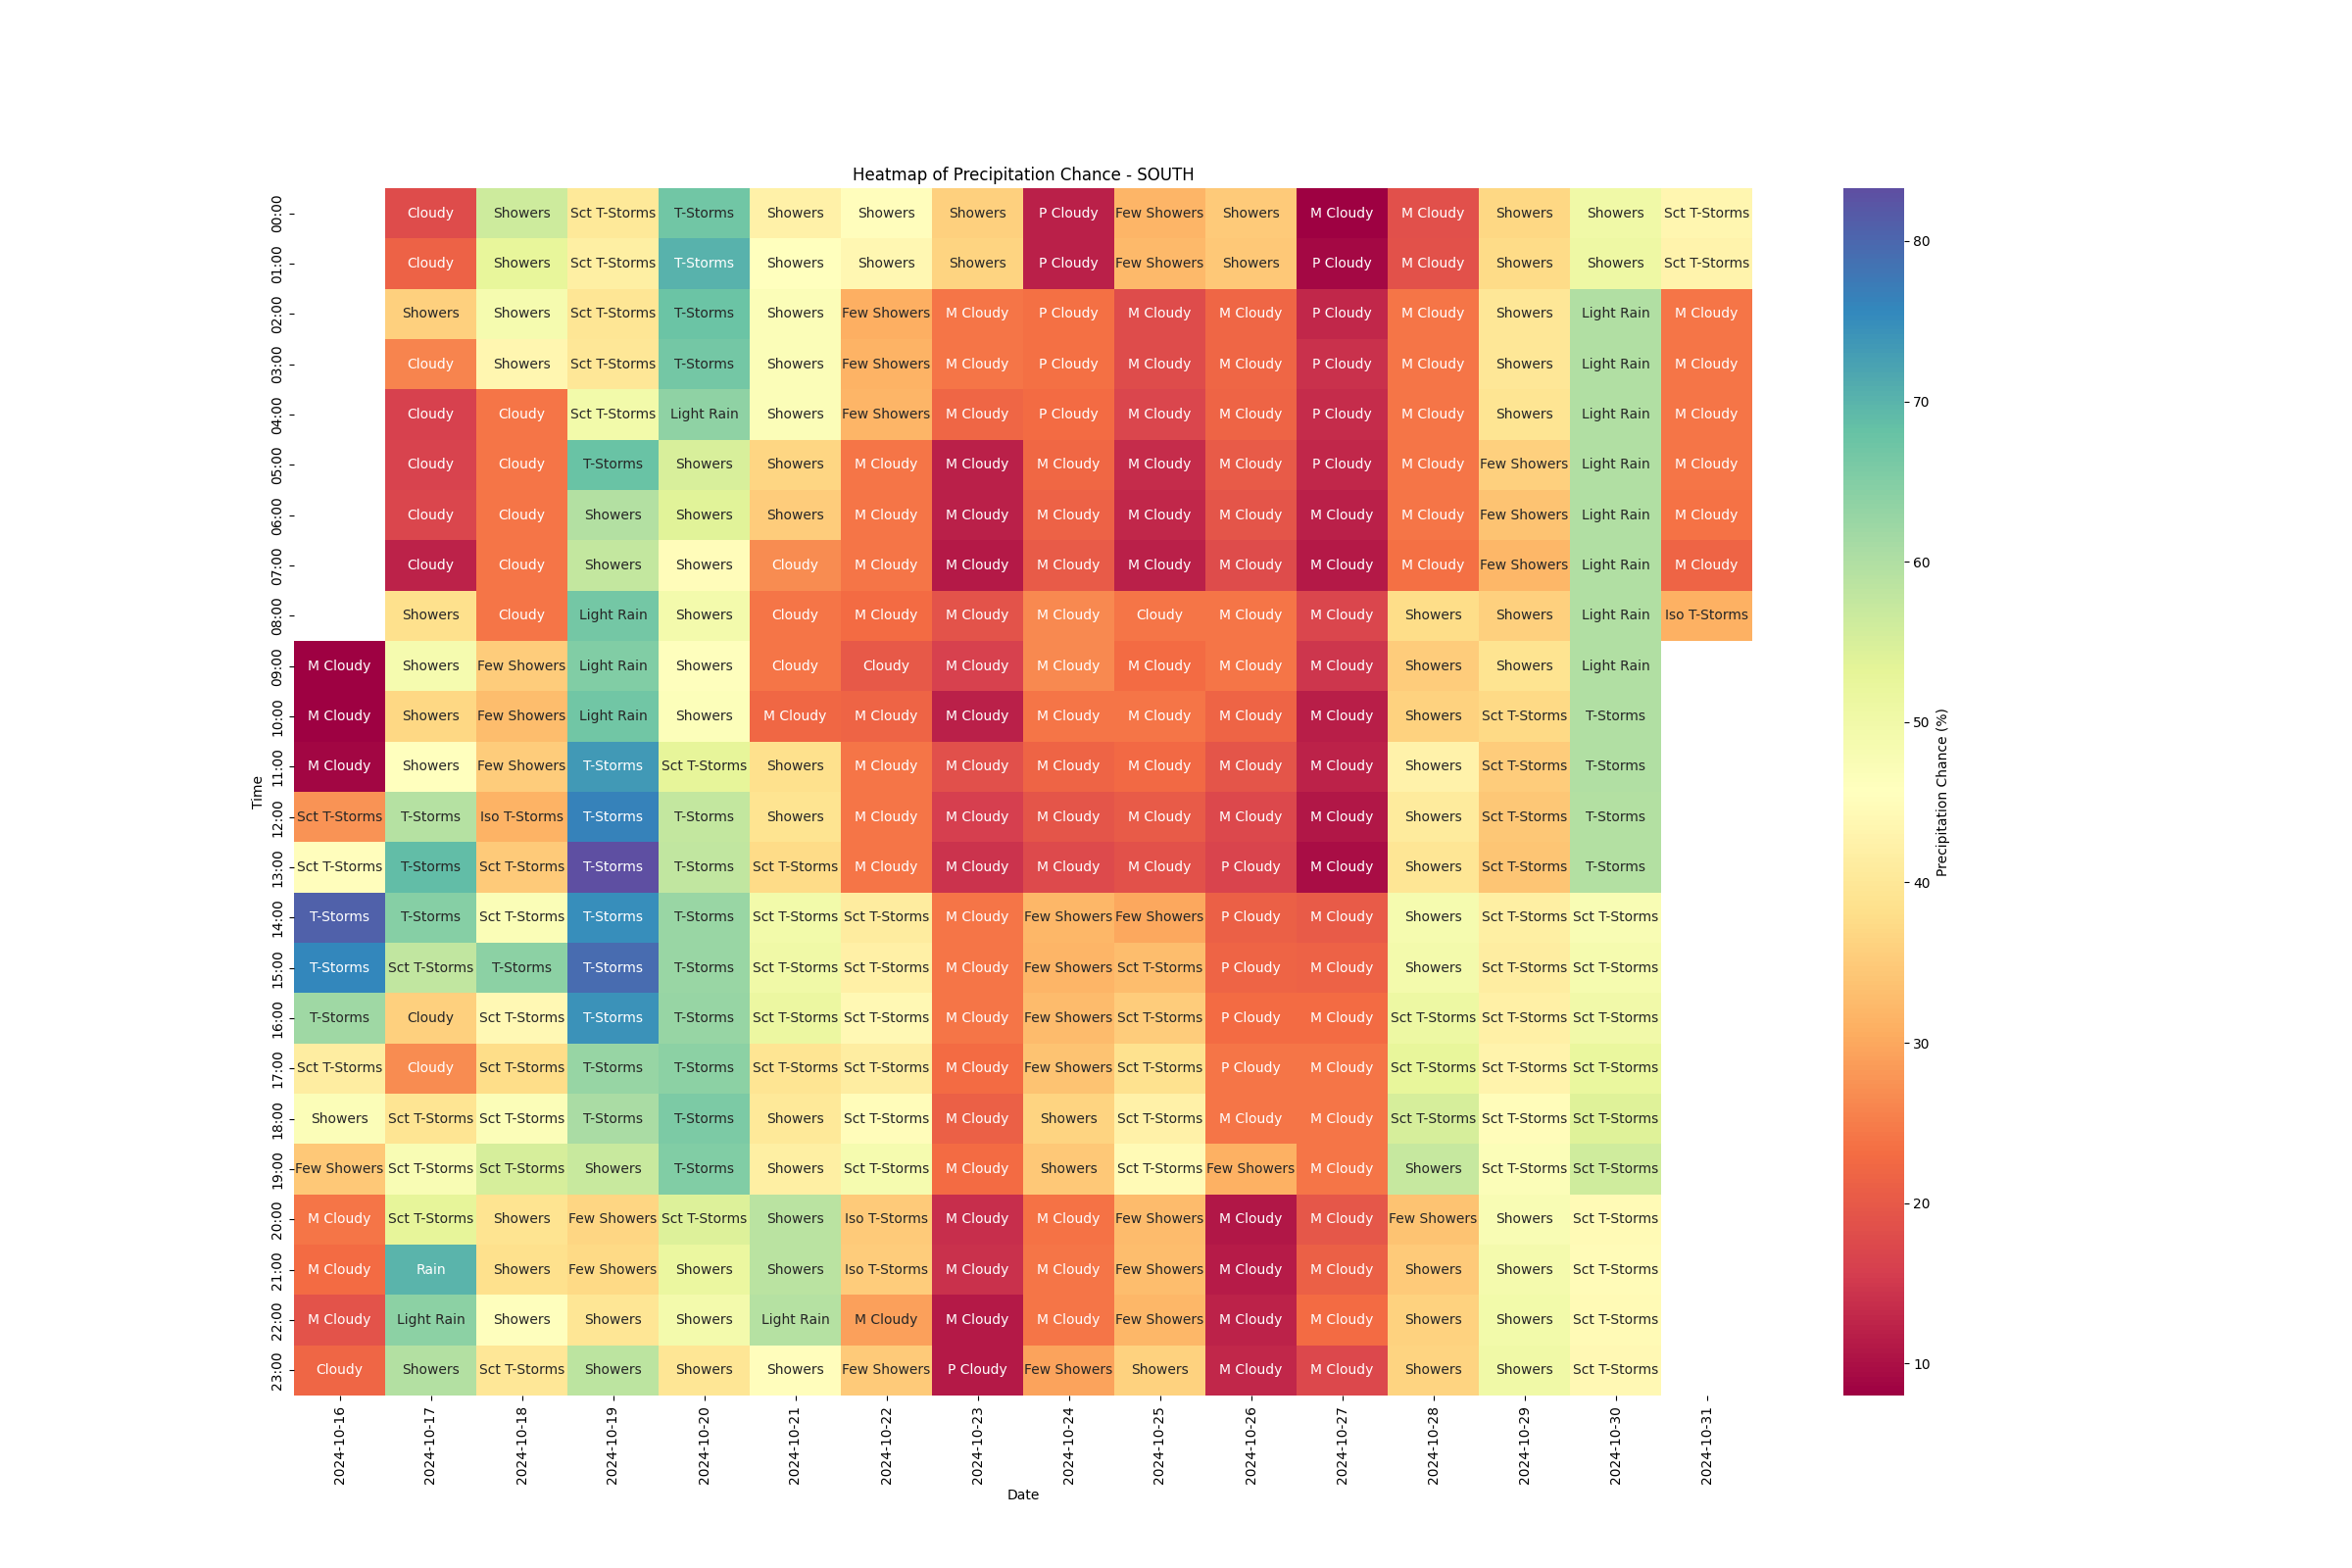 Heatmap of Precipitation Chance - SOUTH
00:00 Cloudy Showers Sct T-Storms T-Storms Showers Showers Showers P Cloudy Few Showers Showers M Cloudy M Cloudy Showers Showers Sct T-Storms
01:00 Cloudy Showers Sct T-Storms T-Storms Showers Showers Showers P Cloudy Few Showers Showers P Cloudy M Cloudy Showers Showers Sct T-Storms
02:00 Showers Showers Sct T-Storms T-Storms Showers Few Showers M Cloudy P Cloudy M Cloudy M Cloudy P Cloudy M Cloudy Showers Light Rain M Cloudy
03:00 Cloudy Showers Sct T-Storms T-Storms Showers Few Showers M Cloudy P Cloudy M Cloudy M Cloudy P Cloudy M Cloudy Showers Light Rain M Cloudy
04:00 Cloudy Cloudy Sct T-Storms Light Rain Showers Few Showers M Cloudy P Cloudy M Cloudy M Cloudy P Cloudy M Cloudy Showers Light Rain M Cloudy
05:00 Cloudy Cloudy T-Storms Showers Showers M Cloudy M Cloudy M Cloudy M Cloudy M Cloudy P Cloudy M Cloudy Few Showers Light Rain M Cloudy
06:00 Cloudy Cloudy Showers Showers Showers M Cloudy M Cloudy M Cloudy M Cloudy M Cloudy M Cloudy M Cloudy Few Showers Light Rain M Cloudy
07:00 Cloudy Cloudy Showers Showers Cloudy M Cloudy M Cloudy M Cloudy M Cloudy M Cloudy M Cloudy M Cloudy Few Showers Light Rain M Cloudy
08:00 Showers Cloudy Light Rain Showers Cloudy M Cloudy M Cloudy M Cloudy Cloudy M Cloudy M Cloudy Showers Showers Light Rain Iso T-Storms
09:00 M Cloudy Showers Few Showers Light Rain Showers Cloudy Cloudy M Cloudy M Cloudy M Cloudy M Cloudy M Cloudy Showers Showers Light Rain
10:00 M Cloudy Showers Few Showers Light Rain Showers M Cloudy M Cloudy M Cloudy M Cloudy M Cloudy M Cloudy M Cloudy Showers Sct T-Storms T-Storms
11:00 M Cloudy Showers Few Showers T-Storms Sct T-Storms Showers M Cloudy M Cloudy M Cloudy M Cloudy M Cloudy M Cloudy Showers Sct T-Storms T-Storms
12:00 Sct T-Storms T-Storms Iso T-Storms T-Storms T-Storms Showers M Cloudy M Cloudy M Cloudy M Cloudy M Cloudy M Cloudy Showers Sct T-Storms T-Storms
13:00 Sct T-Storms T-Storms Sct T-Storms T-Storms T-Storms Sct T-Storms M Cloudy M Cloudy M Cloudy M Cloudy P Cloudy M Cloudy Showers Sct T-Storms T-Storms
14:00 T-Storms T-Storms Sct T-Storms T-Storms T-Storms Sct T-Storms Sct T-Storms M Cloudy Few Showers Few Showers P Cloudy M Cloudy Showers Sct T-Storms Sct T-Storms
15:00 T-Storms Sct T-Storms T-Storms T-Storms T-Storms Sct T-Storms Sct T-Storms M Cloudy Few Showers Sct T-Storms P Cloudy M Cloudy Showers Sct T-Storms Sct T-Storms
16:00 T-Storms Cloudy Sct T-Storms T-Storms T-Storms Sct T-Storms Sct T-Storms M Cloudy Few Showers Sct T-Storms P Cloudy M Cloudy Sct T-Storms Sct T-Storms Sct T-Storms
17:00 Sct T-Storms Cloudy Sct T-Storms T-Storms T-Storms Sct T-Storms Sct T-Storms M Cloudy Few Showers Sct T-Storms P Cloudy M Cloudy Sct T-Storms Sct T-Storms Sct T-Storms
18:00 Showers Sct T-Storms Sct T-Storms T-Storms T-Storms Showers Sct T-Storms M Cloudy Showers Sct T-Storms M Cloudy M Cloudy Sct T-Storms Sct T-Storms Sct T-Storms
19:00 Few Showers Sct T-Storms Sct T-Storms Showers T-Storms Showers Sct T-Storms M Cloudy Showers Sct T-Storms Few Showers M Cloudy Showers Sct T-Storms Sct T-Storms
20:00 M Cloudy Sct T-Storms Showers Few Showers Sct T-Storms Showers Iso T-Storms M Cloudy M Cloudy Few Showers M Cloudy M Cloudy Few Showers Showers Sct T-Storms
21:00 M Cloudy Rain Showers Few Showers Showers Showers Iso T-Storms M Cloudy M Cloudy Few Showers M Cloudy M Cloudy Showers Showers Sct T-Storms
22:00 M Cloudy Light Rain Showers Showers Showers Light Rain M Cloudy M Cloudy M Cloudy Few Showers M Cloudy M Cloudy Showers Showers Sct T-Storms
23:00 Cloudy Showers Sct T-Storms Showers Showers Showers Few Showers P Cloudy Few Showers Showers M Cloudy M Cloudy Showers Showers Sct T-Storms
Time
2024-10-16 2024-10-17 2024-10-18 2024-10-19 2024-10-20 2024-10-21 2024-10-22 2024-10-23 2024-10-24 2024-10-25 2024-10-26 2024-10-27 2024-10-28 2024-10-29 2024-10-30 2024-10-31
Date
80
70
60
50
40
30
20
10
Precipitation Chance (%)